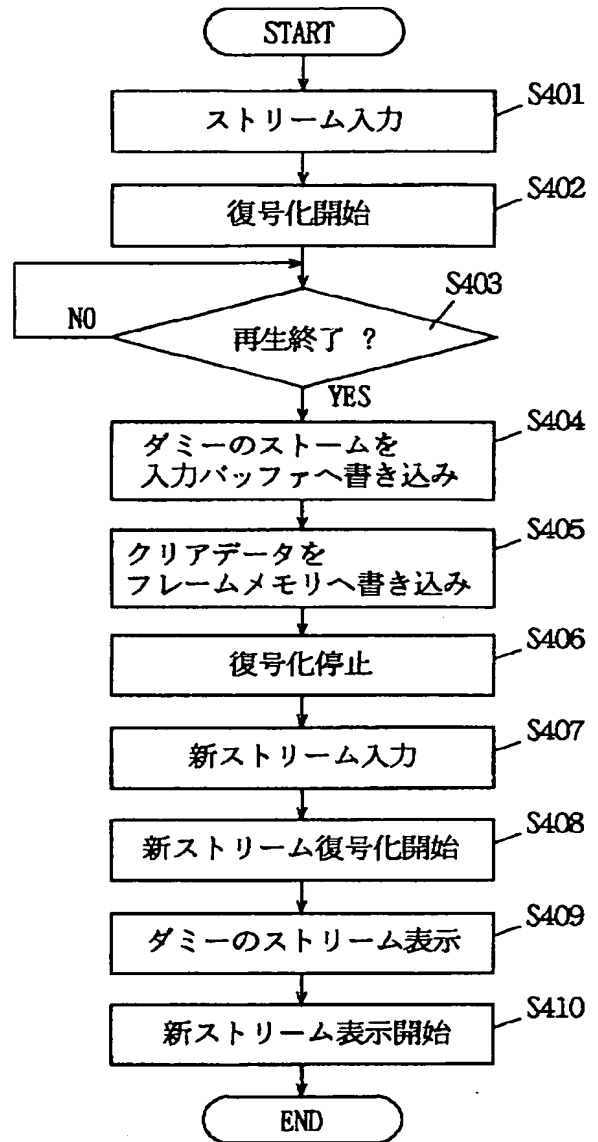 START
ストリーム入力
S401
復号化開始
S402
再生終了 ?
S403
NO
YES
ダミーのストームを
入力バッファへ書き込み
S404
クリアデータを
フレームメモリへ書き込み
S405
復号化停止
S406
新ストリーム入力
S407
新ストリーム復号化開始
S408
ダミーのストリーム表示
S409
新ストリーム表示開始
S410
END